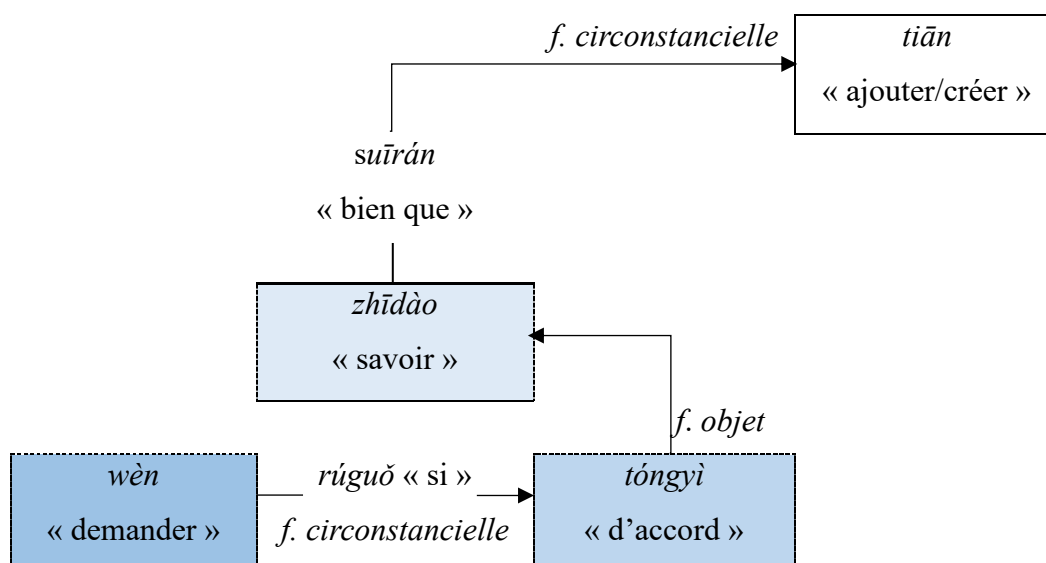 f. circonstancielle
tiān
« ajouter/créer »
suīrán
« bien que »
zhīdào
« savoir »
f. objet
wèn
« demander »
rúguǒ « si »
f. circonstancielle
tóngyì
« d’accord »